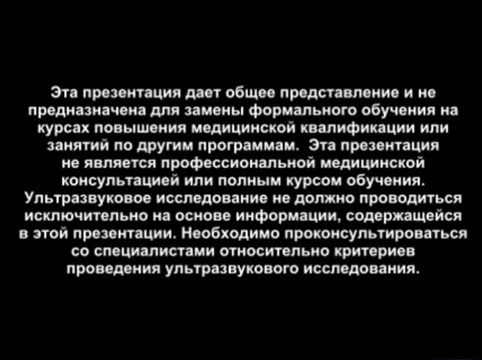 Эта презентация дает общее представление и не
предназначена для замены формального обучения на
курсах повышения медицинской квалификации или
занятий по другим программам. Эта презентация
не является профессиональной медицинской
консультацией или полным курсом обучения.
Ультразвуковое исследование не должно проводиться
исключительно на основе информации, содержащейся
в этой презентации. Необходимо проконсультироваться
со специалистами относительно критериев
проведения ультразвукового исследования.